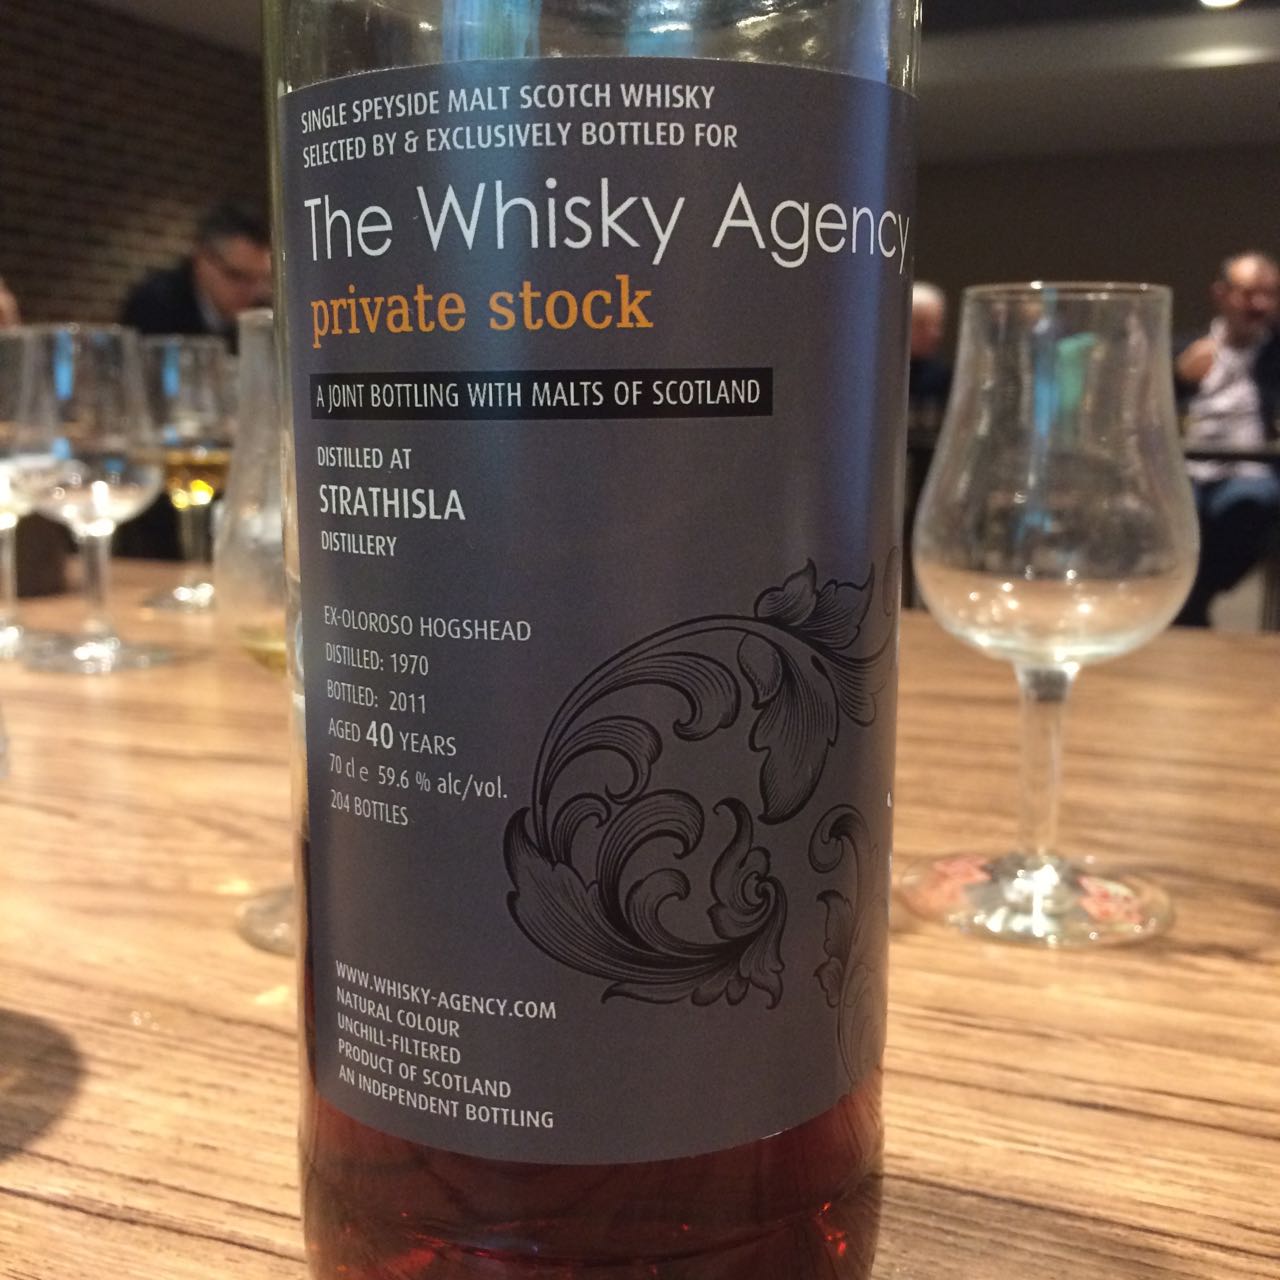 SINGLE SPEYSIDE MALT SCOTCH WHISKY
SELECTED BY & EXCLUSIVELY BOTTLED FOR
The Whisky Agency
private stock
A JOINT BOTTLING WITH MALTS OF SCOTLAND
DISTILLED AT
STRATHISLA
DISTILLERY
EX-OLOROSO HOGSHEAD
DISTILLED: 1970
BOTTLED: 2011
AGED 40 YEARS
70 cl e 59.6 % alc/vol.
204 BOTTLES
WWW.WHISKY-AGENCY.COM
NATURAL COLOUR
UNCHILL-FILTERED
PRODUCT OF SCOTLAND
AN INDEPENDENT BOTTLING